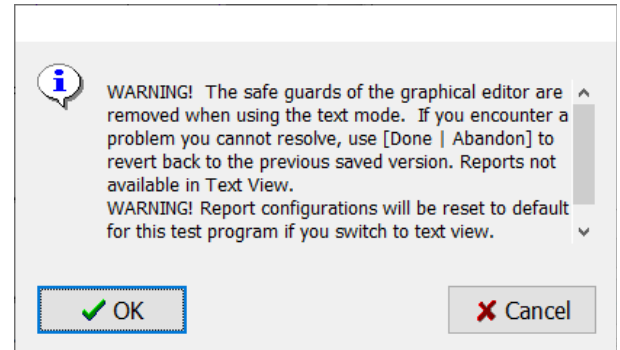 WARNING!  The safe guards of the graphical editor are
removed when using the text mode.  If you encounter a
problem you cannot resolve, use [Done | Abandon] to
revert back to the previous saved version. Reports not
available in Text View.
WARNING! Report configurations will be reset to default
for this test program if you switch to text view.
OK
Cancel